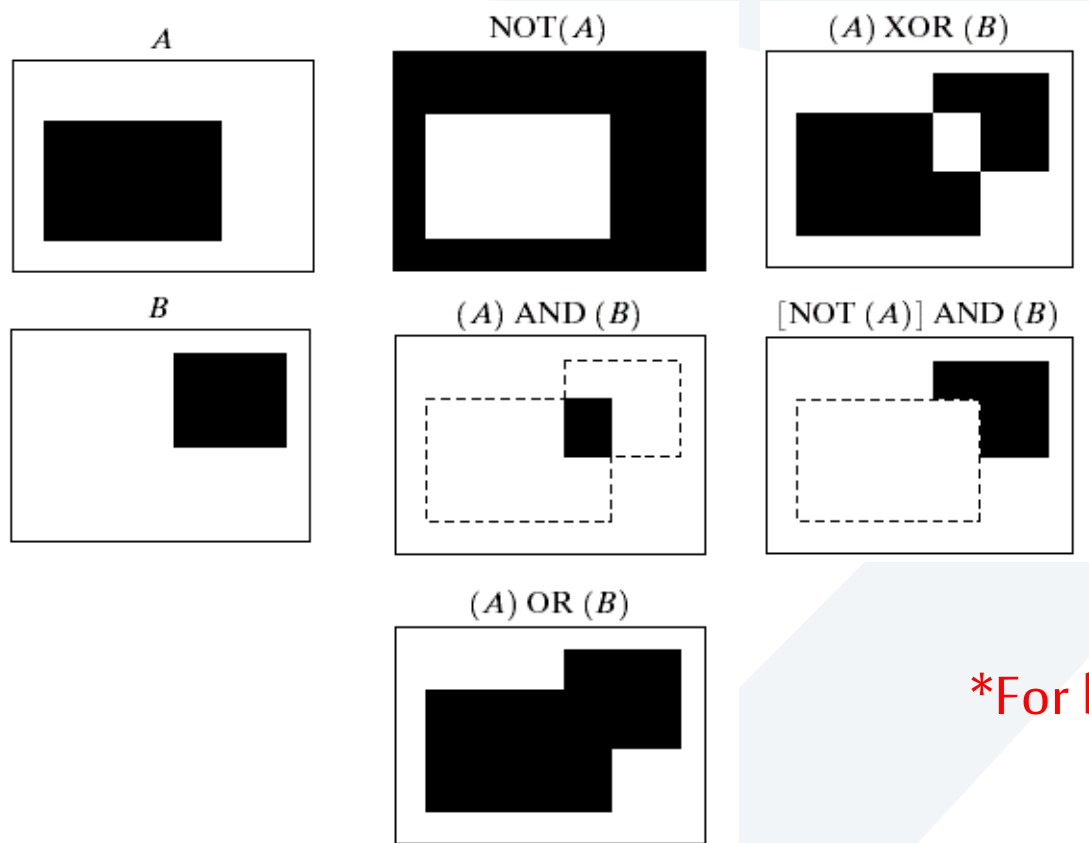 A
NOT(A)
(A) XOR (B)
B
(A) AND (B)
[NOT (A)] AND (B)
(A) OR (B)
*For